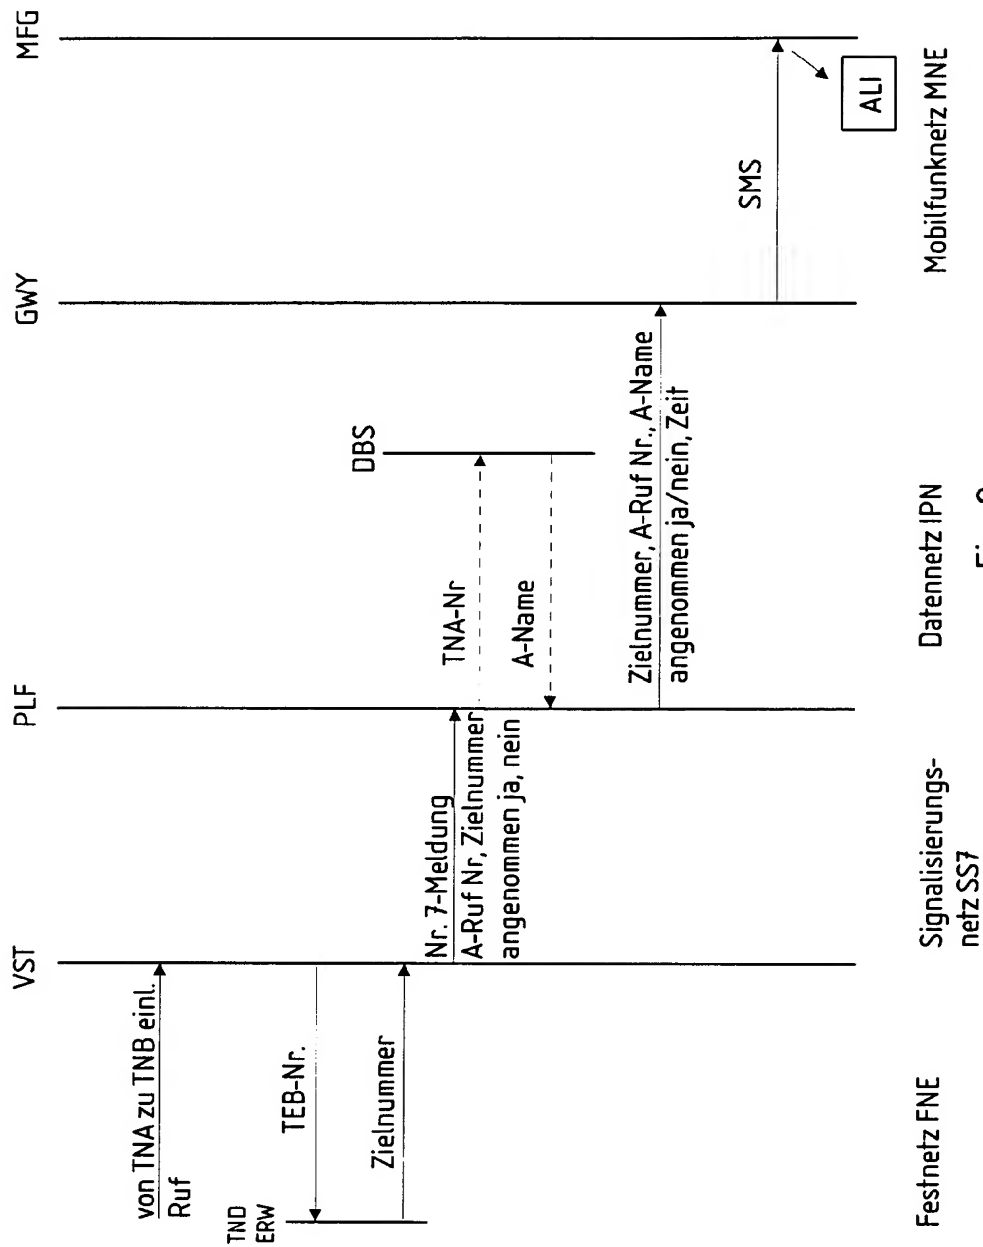 VST
PLF
GWY
MFG
von TNA zu TNB einl.
Ruf
TND
ERW
TEB-Nr.
Zielnummer
Nr. 7-Meldung
A-Ruf Nr, Zielnummer
angenommen ja, nein
DBS
TNA-Nr
A-Name
Zielnummer, A-Ruf Nr., A-Name
angenommen ja/nein, Zeit
SMS
ALI
Festnetz FNE
Signalisierungs-
netz SS7
Datennetz IPN
Mobilfunknetz MNE